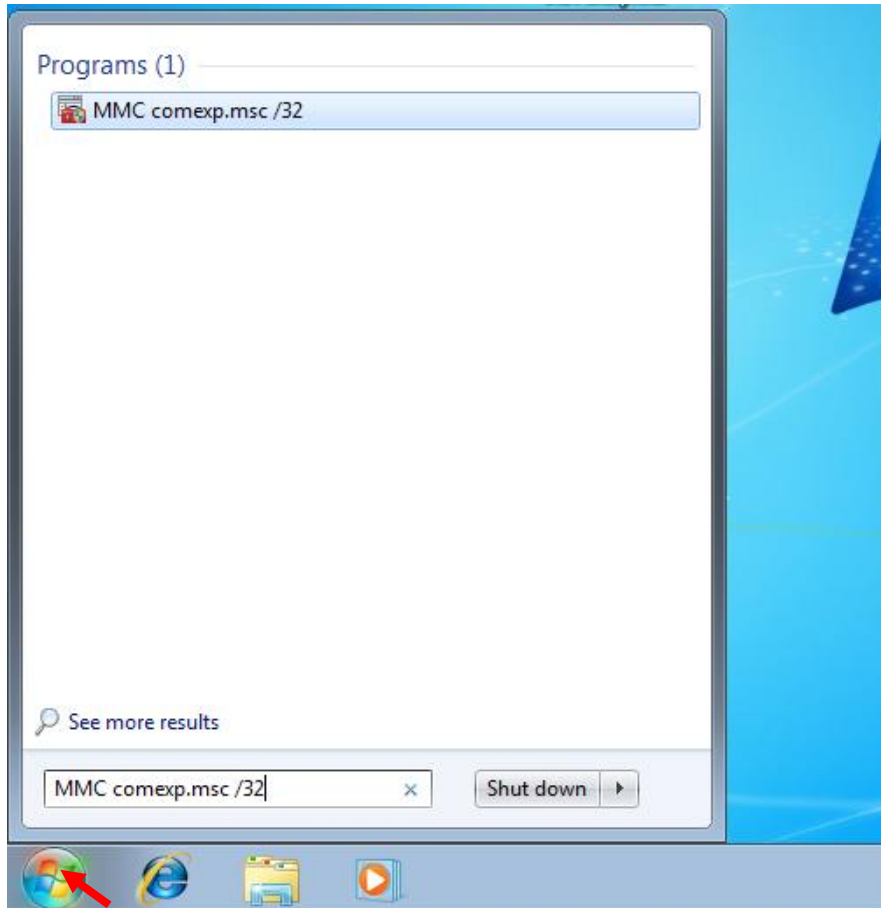 Programs (1)
MMC comexp.msc /32
See more results
MMC comexp.msc /32
Shut down